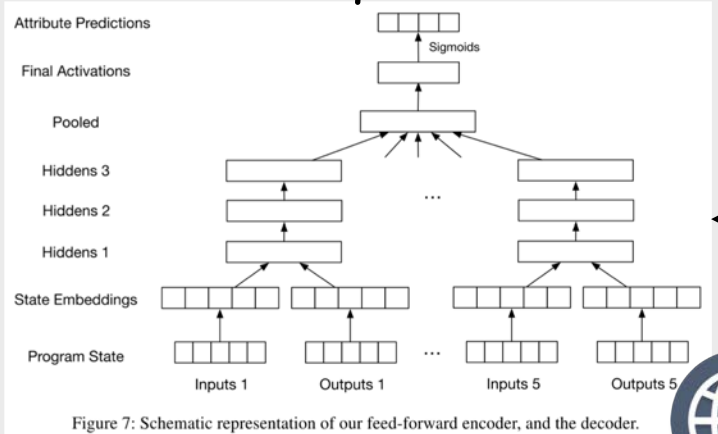 Attribute Predictions
Sigmoids
Final Activations
Pooled
Hiddens 3
...
Hiddens 2
Hiddens 1
State Embeddings
Program State
...
Inputs 1 Outputs 1 Inputs 5 Outputs 5
Figure 7: Schematic representation of our feed-forward encoder, and the decoder.